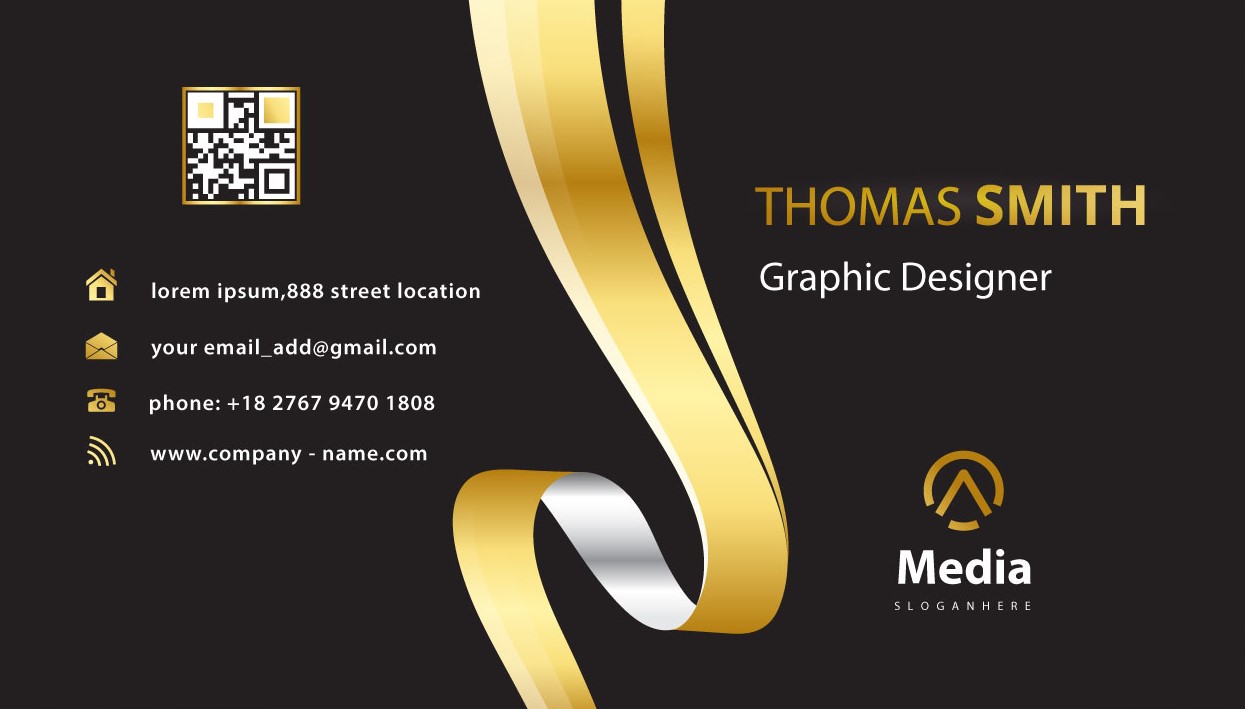 lorem ipsum,888 street location
your email_add@gmail.com
phone: +18 2767 9470 1808
www.company - name.com
THOMAS SMITH
Graphic Designer
Media
SLOGANHERE